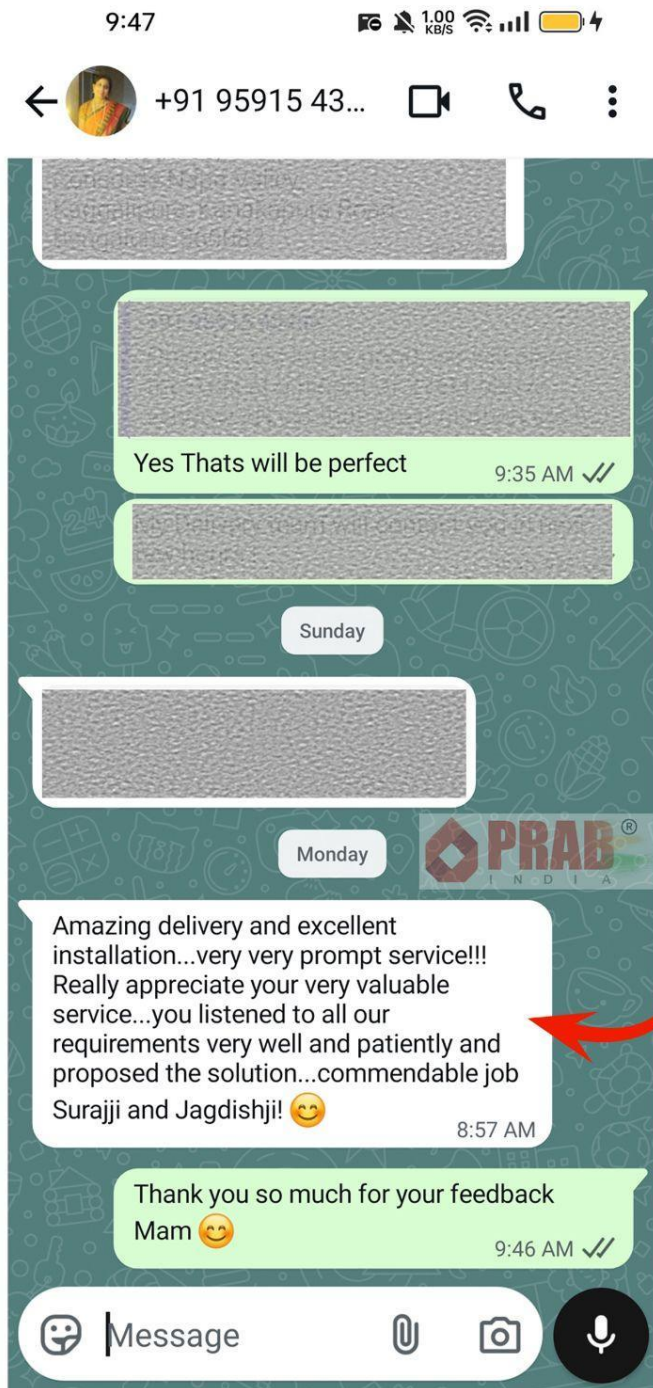 9:47
1.00
KB/S
+91 95915 43...
Yes Thats will be perfect
9:35 AM
Sunday
Monday
PRAB®
INDIA
Amazing delivery and excellent
installation...very very prompt service!!!
Really appreciate your very valuable
service...you listened to all our
requirements very well and patiently and
proposed the solution...commendable job
Surajji and Jagdishji! 😊
8:57 AM
Thank you so much for your feedback
Mam 😊
9:46 AM
Message